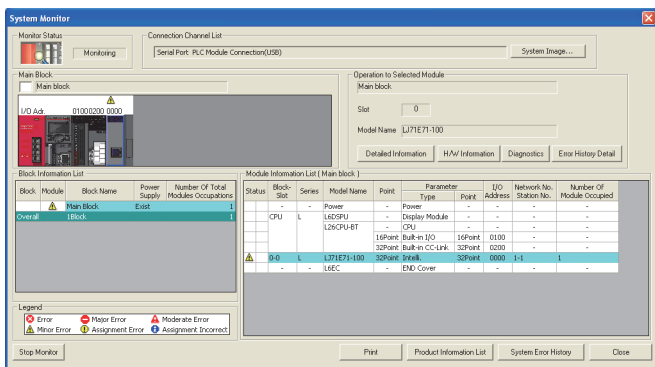 System Monitor
Monitor Status
Monitoring
Connection Channel List
Serial Port PLC Module Connection(USB)
System Image...
Main Block
Main block
I/O Adr. 01000200 0000
Operation to Selected Module
Main block
Slot 0
Model Name LJ71E71-100
Detailed Information H/W Information Diagnostics Error History Detail
Block Information List
Block Module Block Name Power Supply Number Of Total Modules Occupations
Main Block Exist 1
Overall 1Block 1
Module Information List ( Main block )
Status Block-Slot Series Model Name Point Parameter Type Point I/O Address Network No. Station No. Number Of Module Occupied
- - Power - Power - - - -
CPU L L6DSPU - Display Module - - - -
L26CPU-BT - CPU - - - -
16Point Built-in I/O 16Point 0100 - -
32Point Built-in CC-Link 32Point 0200 - -
0-0 L LJ71E71-100 32Point Intelli. 32Point 0000 1-1 1
- - L6EC - END Cover - - - -
Legend
Error Major Error Moderate Error
Minor Error Assignment Error Assignment Incorrect
Stop Monitor Print Product Information List System Error History Close